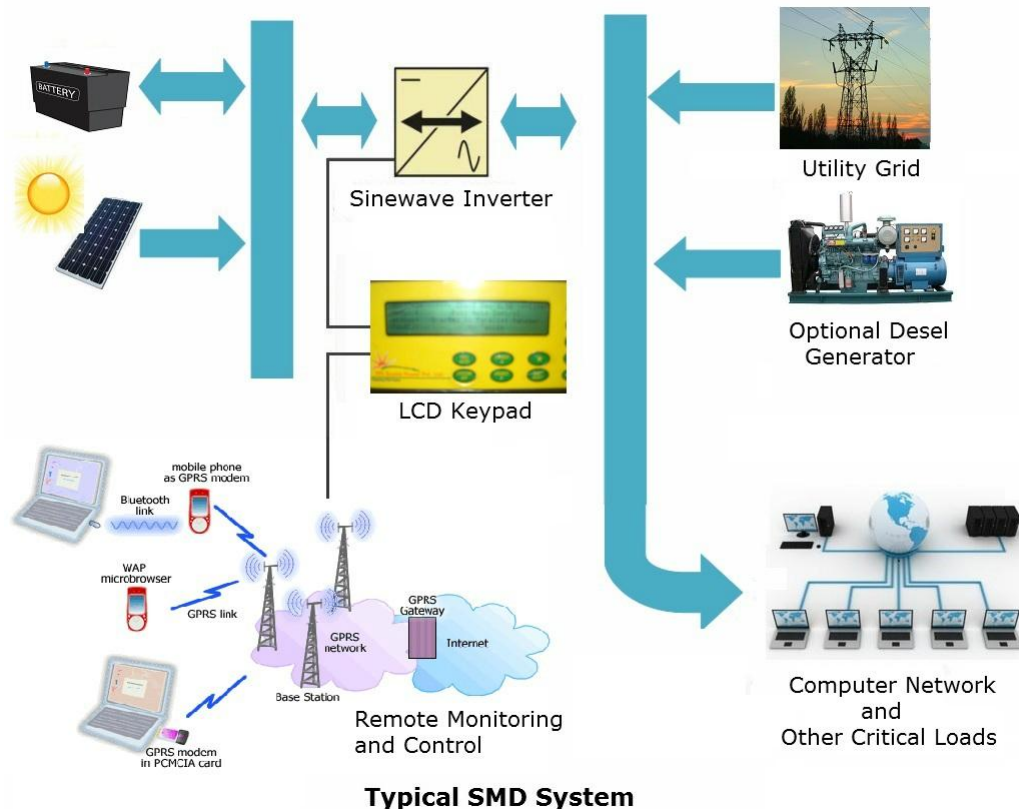 BATTERY
Sinewave Inverter
Utility Grid
Optional Desel
Generator
LCD Keypad
mobile phone
as GPRS modem
Bluetooth
link
WAP
microbrowser
GPRS link
GPRS
Gateway
GPRS
network
Internet
Base Station
GPRS modem
in PCMCIA card
Remote Monitoring
and Control
Computer Network
and
Other Critical Loads
Typical SMD System